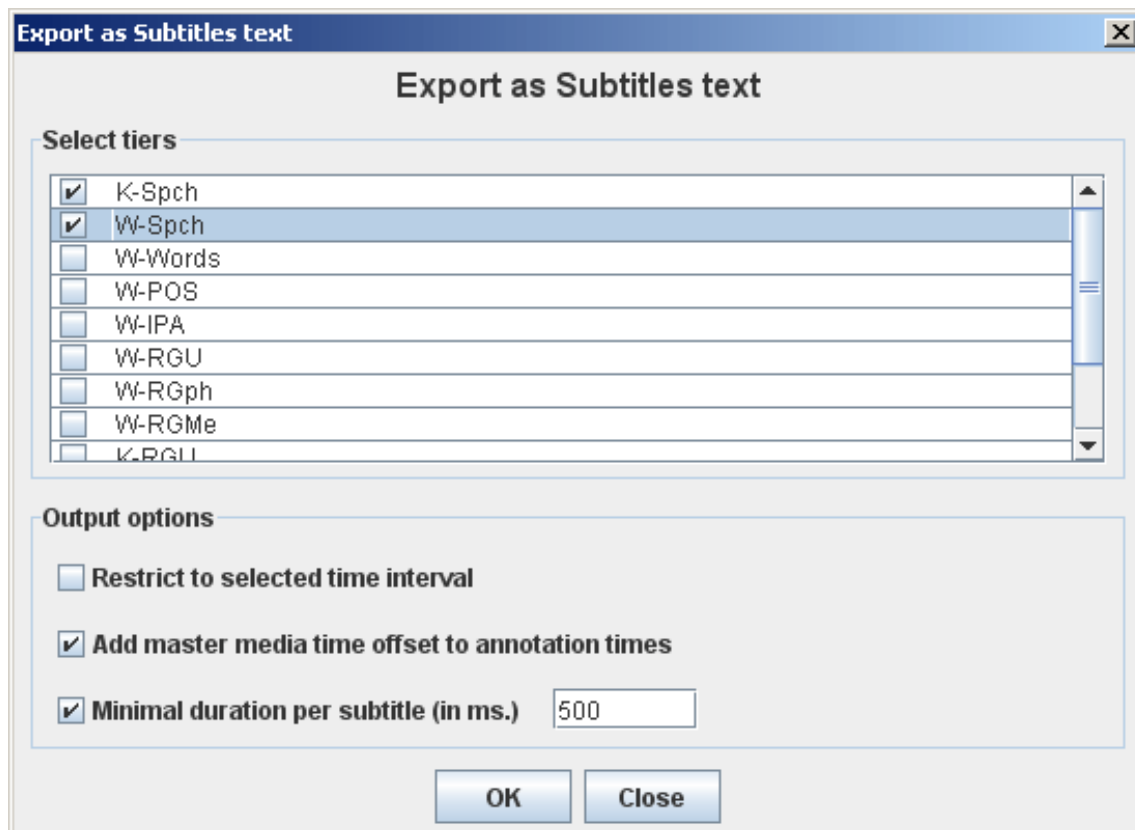 Export as Subtitles text
Export as Subtitles text
Select tiers
K-Spch
W-Spch
W-Words
W-POS
W-IPA
W-RGU
W-RGph
W-RGMe
K-RGU
Output options
Restrict to selected time interval
Add master media time offset to annotation times
Minimal duration per subtitle (in ms.) 500
OK Close